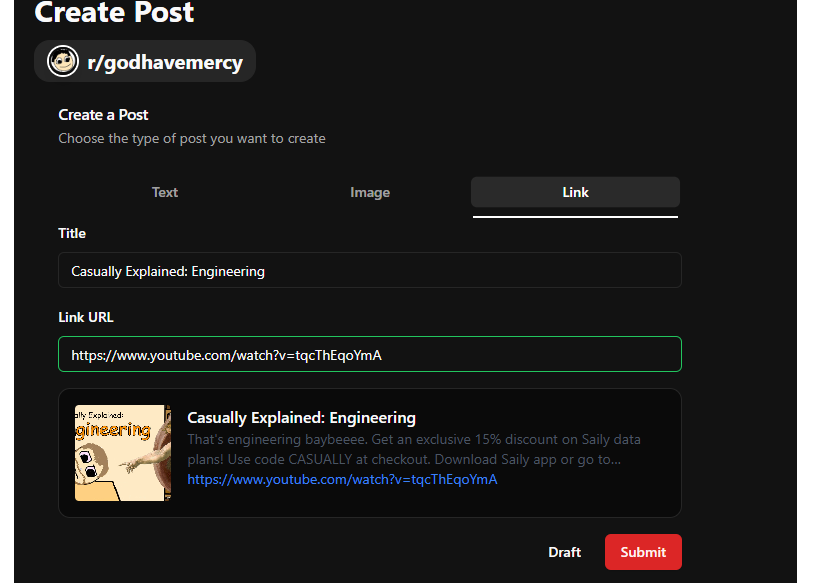 Create Post
r/godhavemercy
Create a Post
Choose the type of post you want to create
Text Image Link
Title
Casually Explained: Engineering
Link URL
https://www.youtube.com/watch?v=tqcThEqoYmA
ally Explained:
gineering
Casually Explained: Engineering
That's engineering baybeeee. Get an exclusive 15% discount on Saily data
plans! Use code CASUALLY at checkout. Download Saily app or go to...
https://www.youtube.com/watch?v=tqcThEqoYmA
Draft Submit